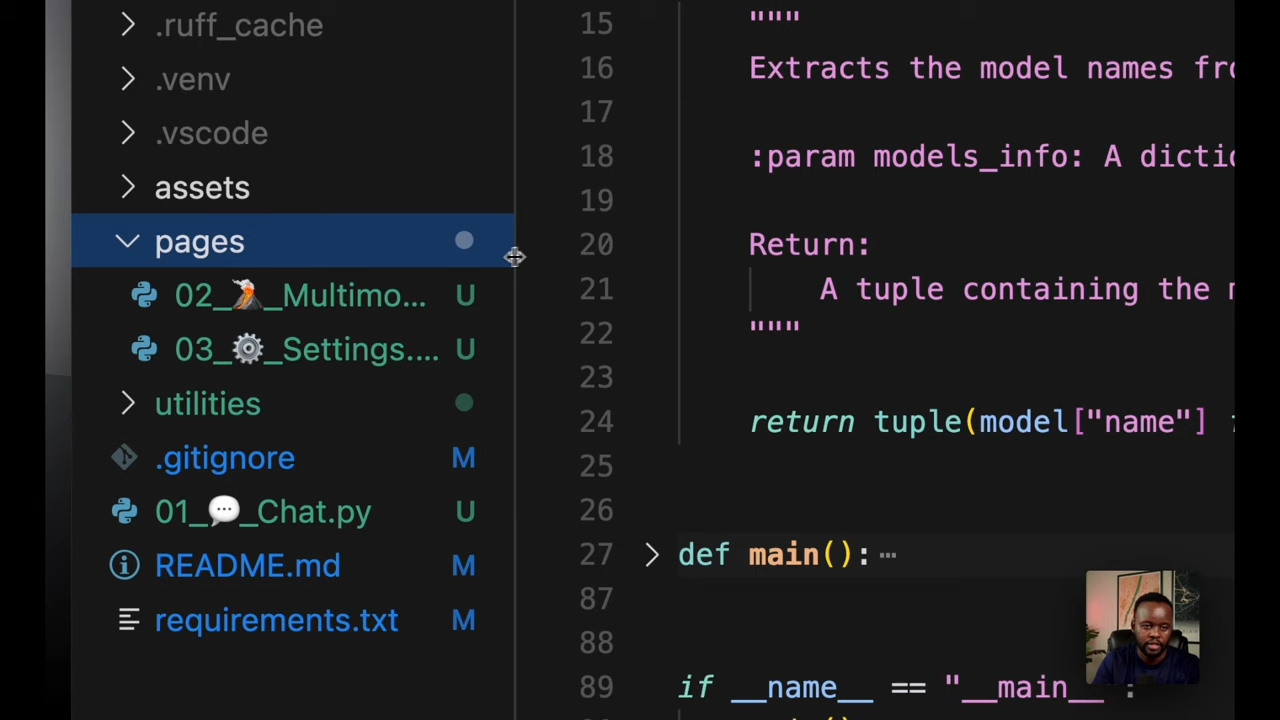 .ruff_cache
.venv
.vscode
assets
pages
02_🌋_Multimo... U
03_⚙️_Settings.... U
utilities
.gitignore M
01_💬_Chat.py U
README.md M
requirements.txt M
15 """
16 Extracts the model names fro
17
18 :param models_info: A dictio
19
20 Return:
21 A tuple containing the
22 """
23
24 return tuple(model["name"]
25
26
27 def main():⋯
87
88
89 if __name__ == "__main__":